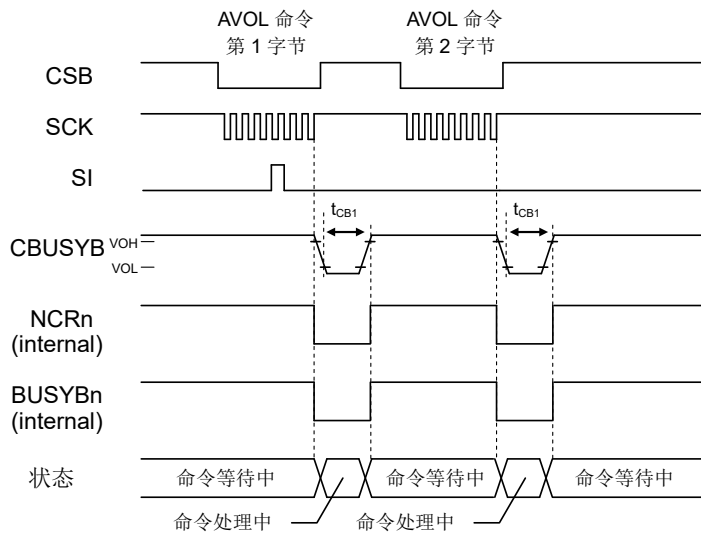 AVOL 命令
第 1 字节
AVOL 命令
第 2 字节
CSB
SCK
SI
tCB1
tCB1
CBUSYB
VOH
VOL
NCRn
(internal)
BUSYBn
(internal)
状态
命令等待中
命令等待中
命令等待中
命令处理中
命令处理中